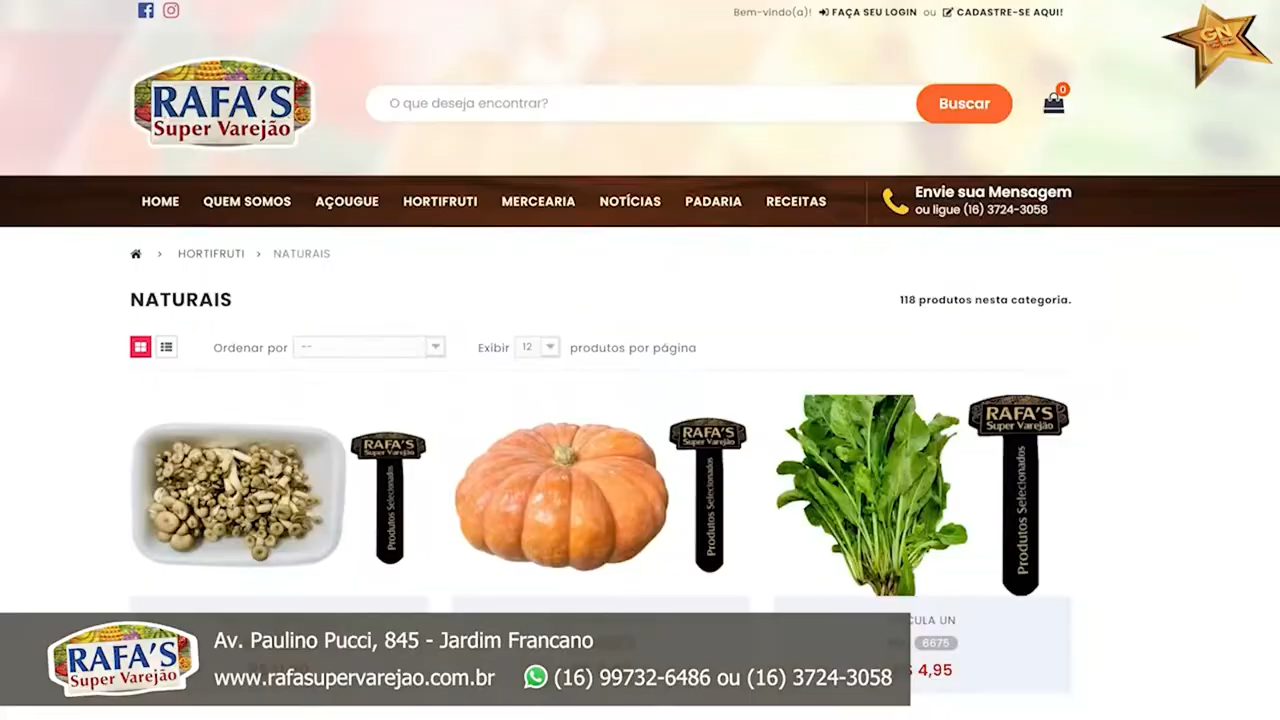 Bem-vindo(a)! FAÇA SEU LOGIN ou CADASTRE-SE AQUI!
GN
RAFA'S
Super Varejão
O que deseja encontrar?
Buscar
0
HOME QUEM SOMOS AÇOUGUE HORTIFRUTI MERCEARIA NOTÍCIAS PADARIA RECEITAS
Envie sua Mensagem
ou ligue (16) 3724-3058
> HORTIFRUTI > NATURAIS
NATURAIS
118 produtos nesta categoria.
Ordenar por -- Exibir 12 produtos por página
RAFA'S
Super Varejão
Produtos Selecionados
RAFA'S
Super Varejão
Produtos Selecionados
RAFA'S
Super Varejão
Produtos Selecionados
CULA UN
6675
4,95
RAFA'S
Super Varejão
Av. Paulino Pucci, 845 - Jardim Francano
www.rafasupervarejao.com.br (16) 99732-6486 ou (16) 3724-3058